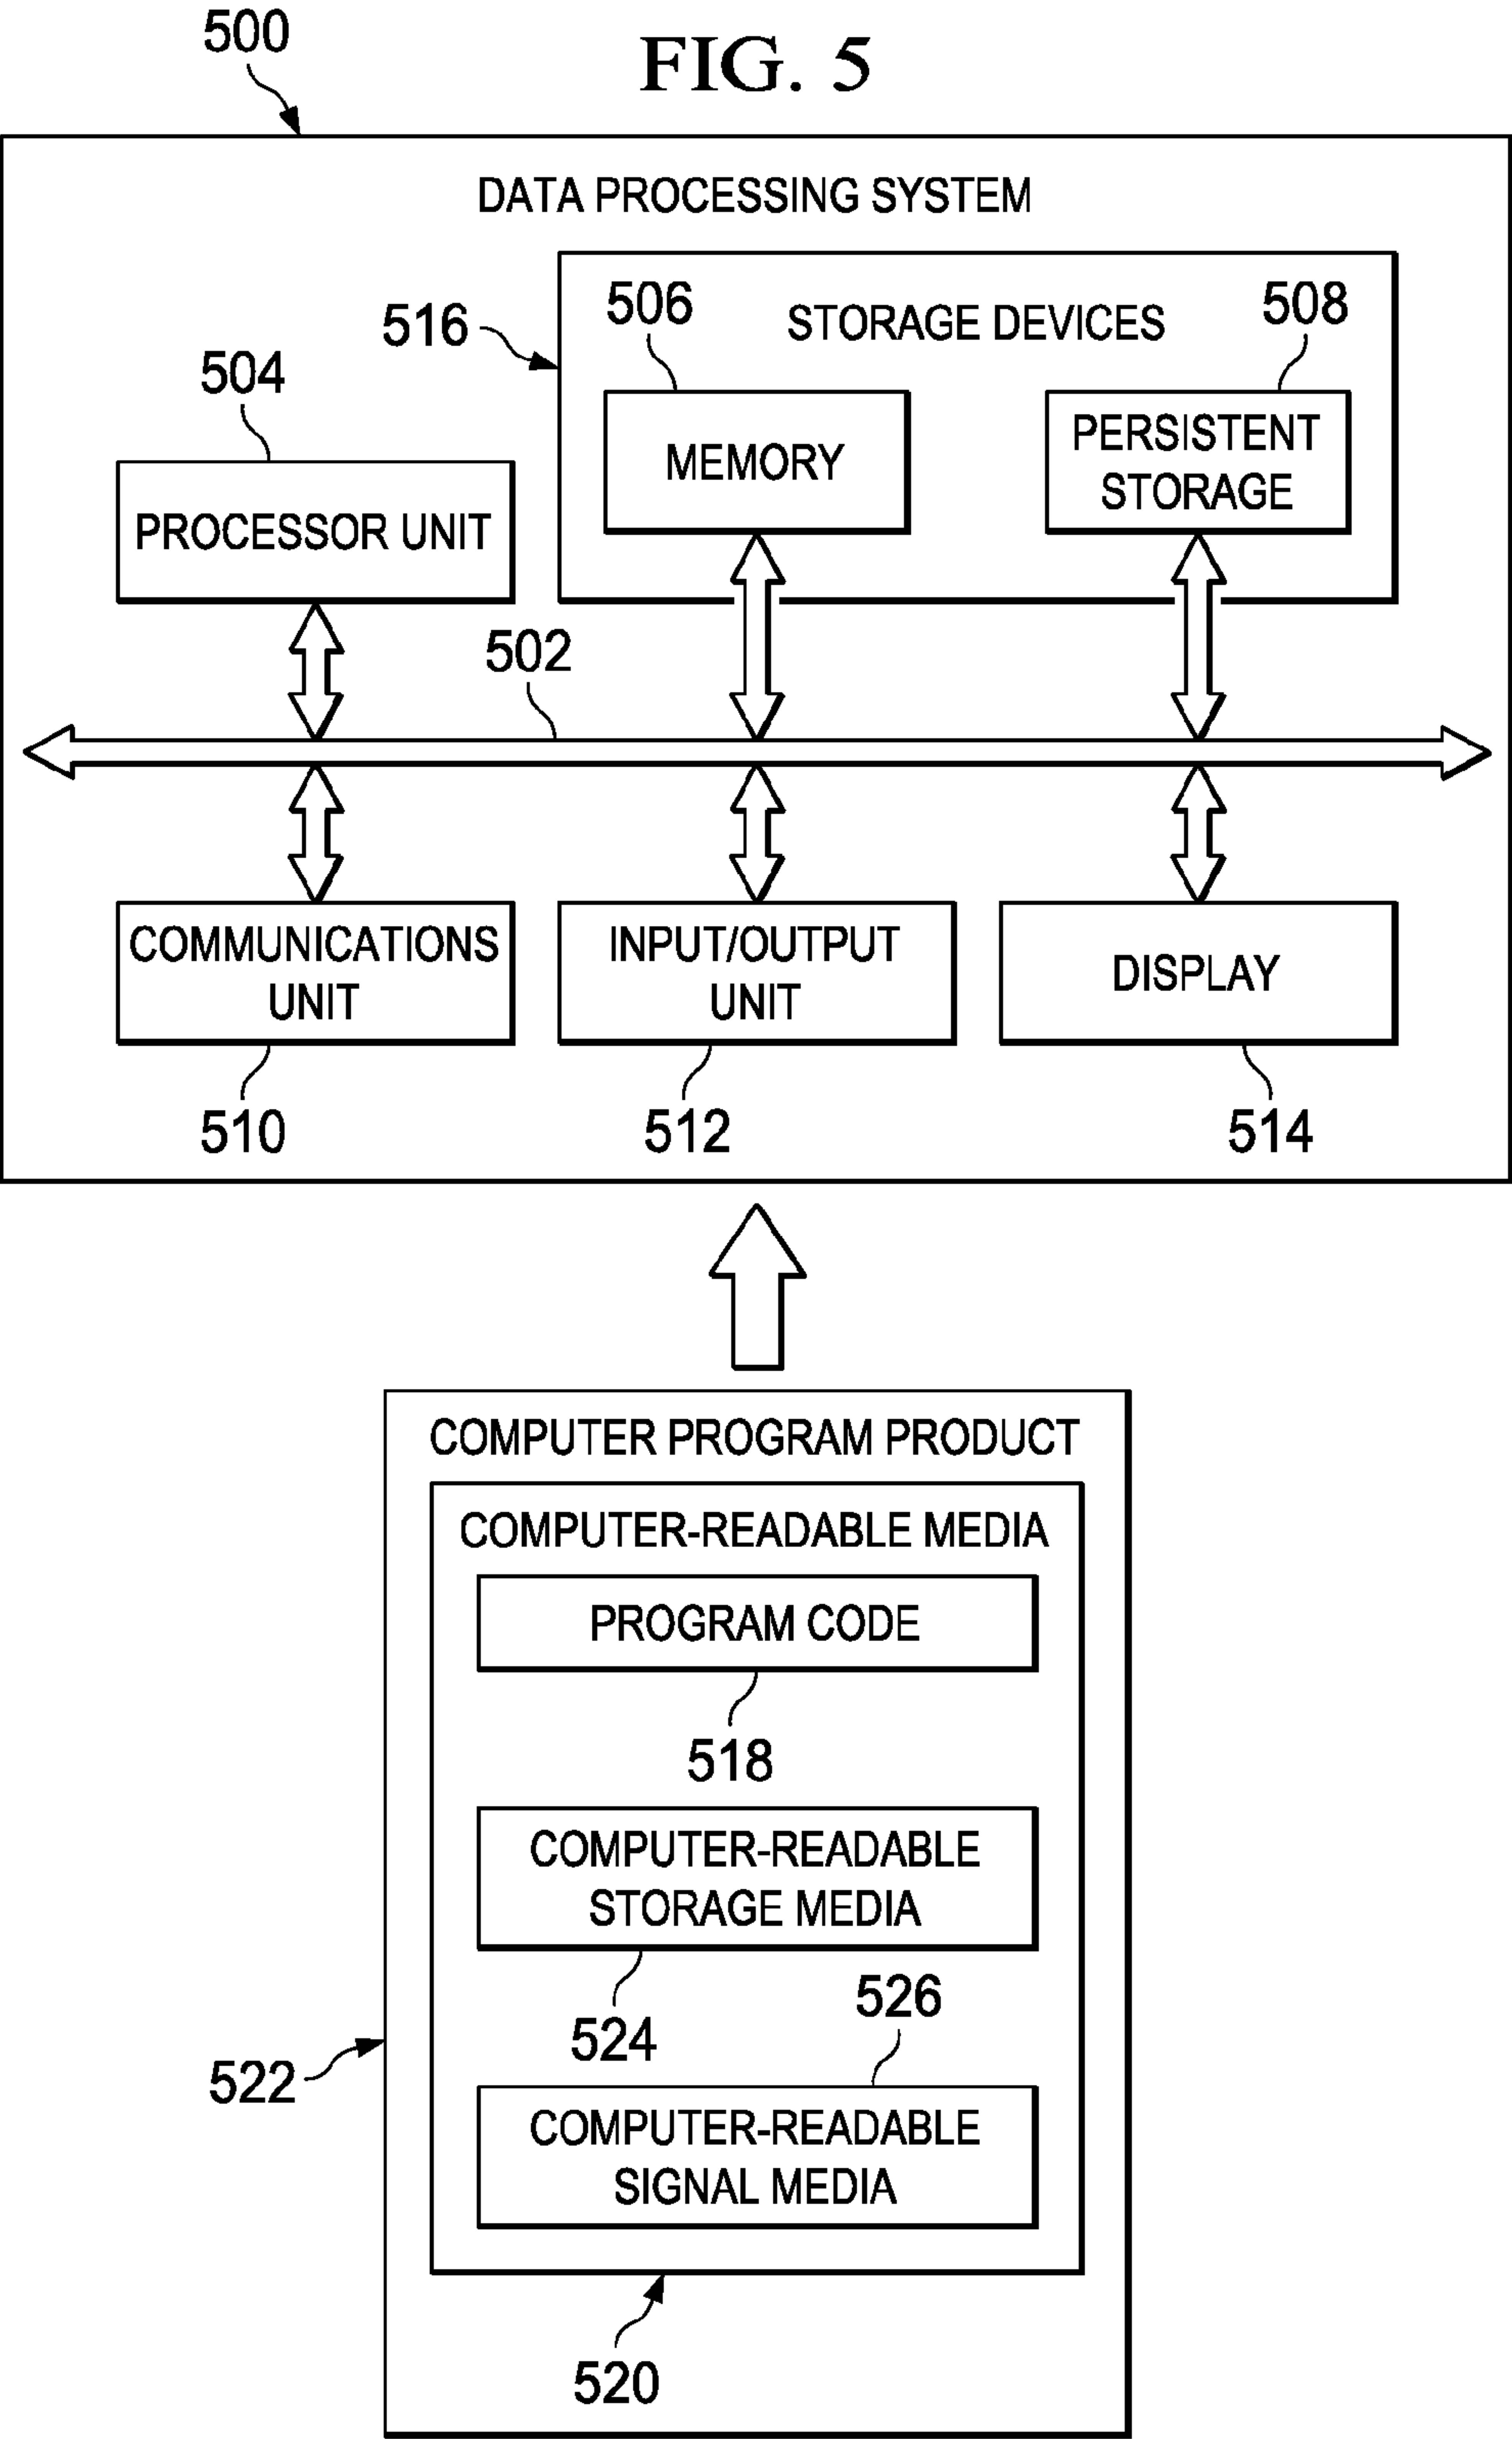 500
FIG. 5
DATA PROCESSING SYSTEM
516
506
STORAGE DEVICES
508
504
MEMORY
PERSISTENT
STORAGE
PROCESSOR UNIT
502
COMMUNICATIONS
UNIT
INPUT/OUTPUT
UNIT
DISPLAY
510
512
514
COMPUTER PROGRAM PRODUCT
COMPUTER-READABLE MEDIA
PROGRAM CODE
518
COMPUTER-READABLE
STORAGE MEDIA
524
526
522
COMPUTER-READABLE
SIGNAL MEDIA
520